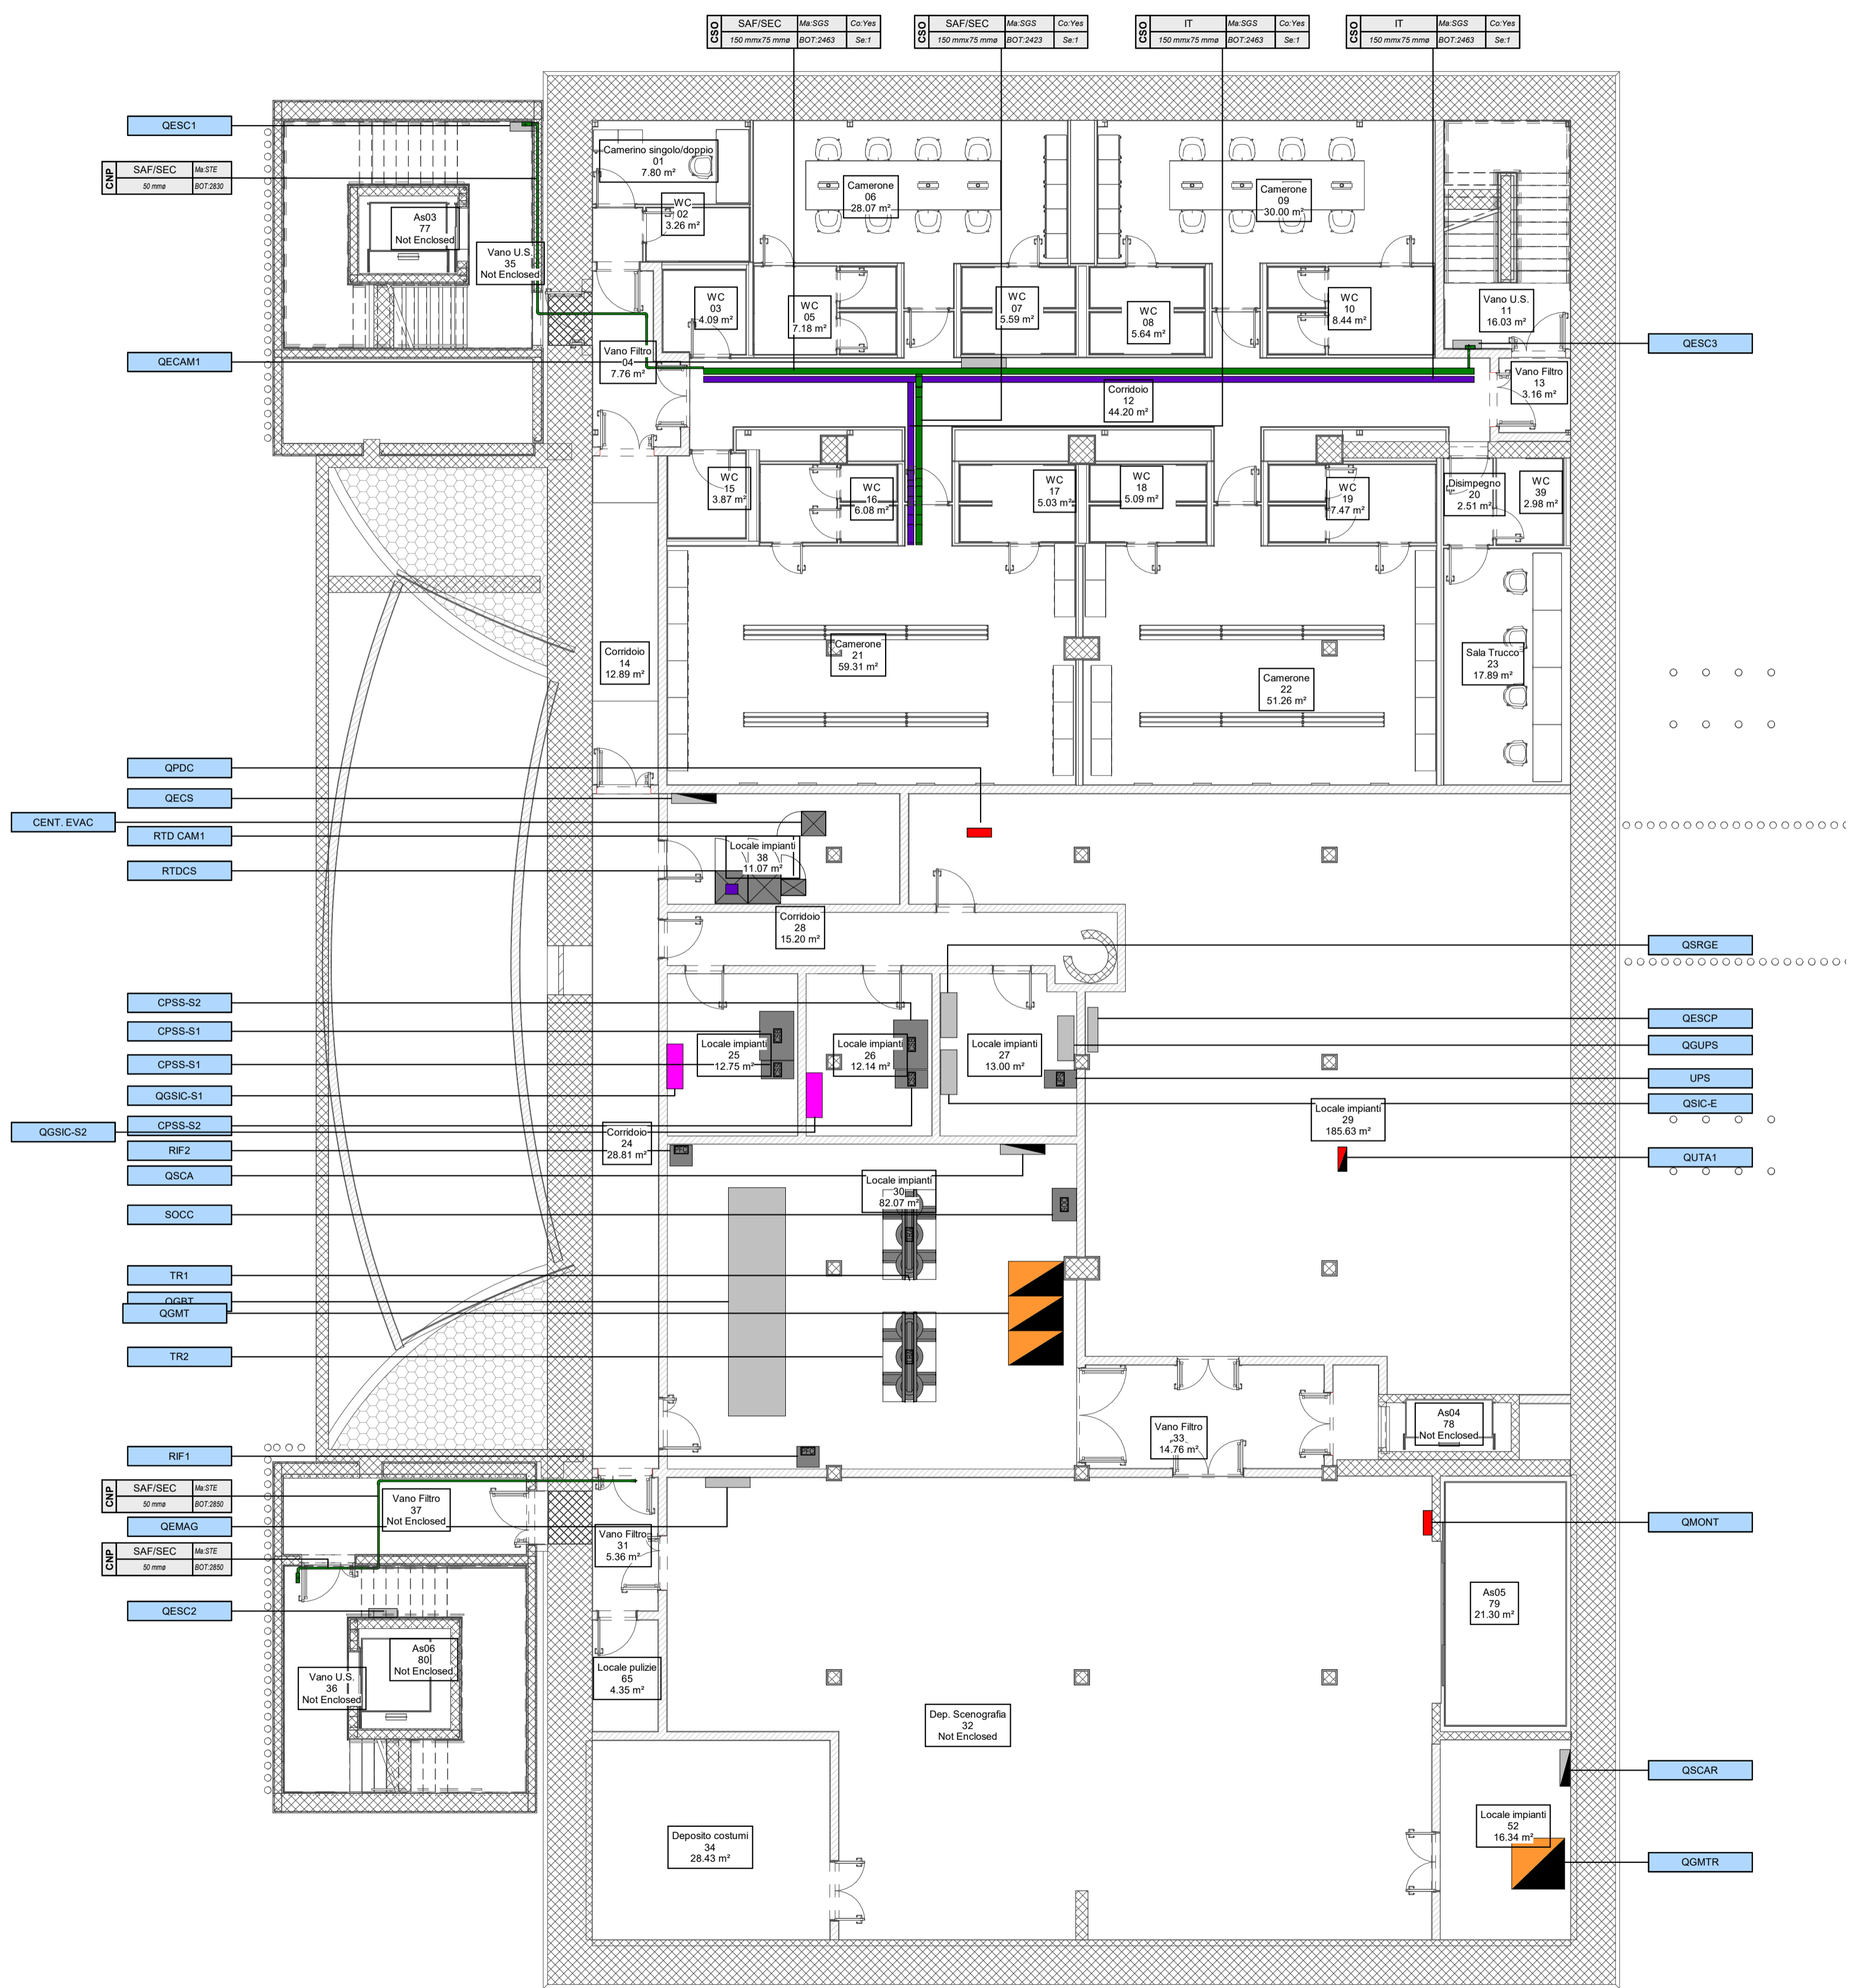 CSO
SAF/SEC
Ma:SGS
Co:Yes
150 mmx75 mmø
BOT:2463
Se:1
CSO
SAF/SEC
Ma:SGS
Co:Yes
150 mmx75 mmø
BOT:2423
Se:1
CSO
IT
Ma:SGS
Co:Yes
150 mmx75 mmø
BOT:2463
Se:1
CSO
IT
Ma:SGS
Co:Yes
150 mmx75 mmø
BOT:2463
Se:1
QESC1
CNP
SAF/SEC
Ma:STE
50 mmø
BOT:2830
As03
77
Not Enclosed
Vano U.S.
35
Not Enclosed
Camerino singolo/doppio
01
7.80 m²
WC
02
3.26 m²
Camerone
06
28.07 m²
Camerone
09
30.00 m²
WC
03
4.09 m²
WC
05
7.18 m²
WC
07
5.59 m²
WC
08
5.64 m²
WC
10
8.44 m²
Vano U.S.
11
16.03 m²
QESC3
QECAM1
Vano Filtro
04
7.76 m²
Corridoio
12
44.20 m²
Vano Filtro
13
3.16 m²
WC
15
3.87 m²
WC
16
6.08 m²
WC
17
5.03 m²
WC
18
5.09 m²
WC
19
7.47 m²
Disimpegno
20
2.51 m²
WC
39
2.98 m²
Corridoio
14
12.89 m²
Camerone
21
59.31 m²
Camerone
22
51.26 m²
Sala Trucco
23
17.89 m²
QPDC
QECS
CENT. EVAC
RTD CAM1
RTDCS
Locale impianti
38
11.07 m²
Corridoio
28
15.20 m²
QSRGE
CPSS-S2
CPSS-S1
CPSS-S1
QGSIC-S1
CPSS-S2
QGSIC-S2
RIF2
QSCA
SOCC
Locale impianti
25
12.75 m²
Locale impianti
26
12.14 m²
Locale impianti
27
13.00 m²
QESCP
QGUPS
UPS
QSIC-E
QUTA1
Locale impianti
29
185.63 m²
Corridoio
24
28.81 m²
Locale impianti
30
82.07 m²
TR1
QGBT
QGMT
TR2
Vano Filtro
33
14.76 m²
As04
78
Not Enclosed
RIF1
CNP
SAF/SEC
Ma:STE
50 mmø
BOT:2850
QEMAG
CNP
SAF/SEC
Ma:STE
50 mmø
BOT:2850
QESC2
Vano Filtro
37
Not Enclosed
Vano Filtro
31
5.36 m²
QMONT
As05
79
21.30 m²
As06
80
Not Enclosed
Vano U.S.
36
Not Enclosed
Locale pulizie
65
4.35 m²
Dep. Scenografia
32
Not Enclosed
QSCAR
Deposito costumi
34
28.43 m²
Locale impianti
52
16.34 m²
QGMTR